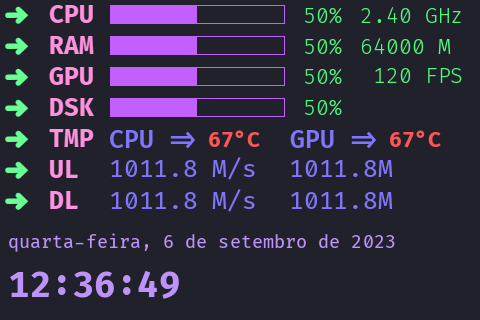 ➜ CPU 50% 2.40 GHz
➜ RAM 50% 64000 M
➜ GPU 50% 120 FPS
➜ DSK 50%
➜ TMP CPU => 67°C GPU => 67°C
➜ UL 1011.8 M/s 1011.8M
➜ DL 1011.8 M/s 1011.8M
quarta-feira, 6 de setembro de 2023
12:36:49